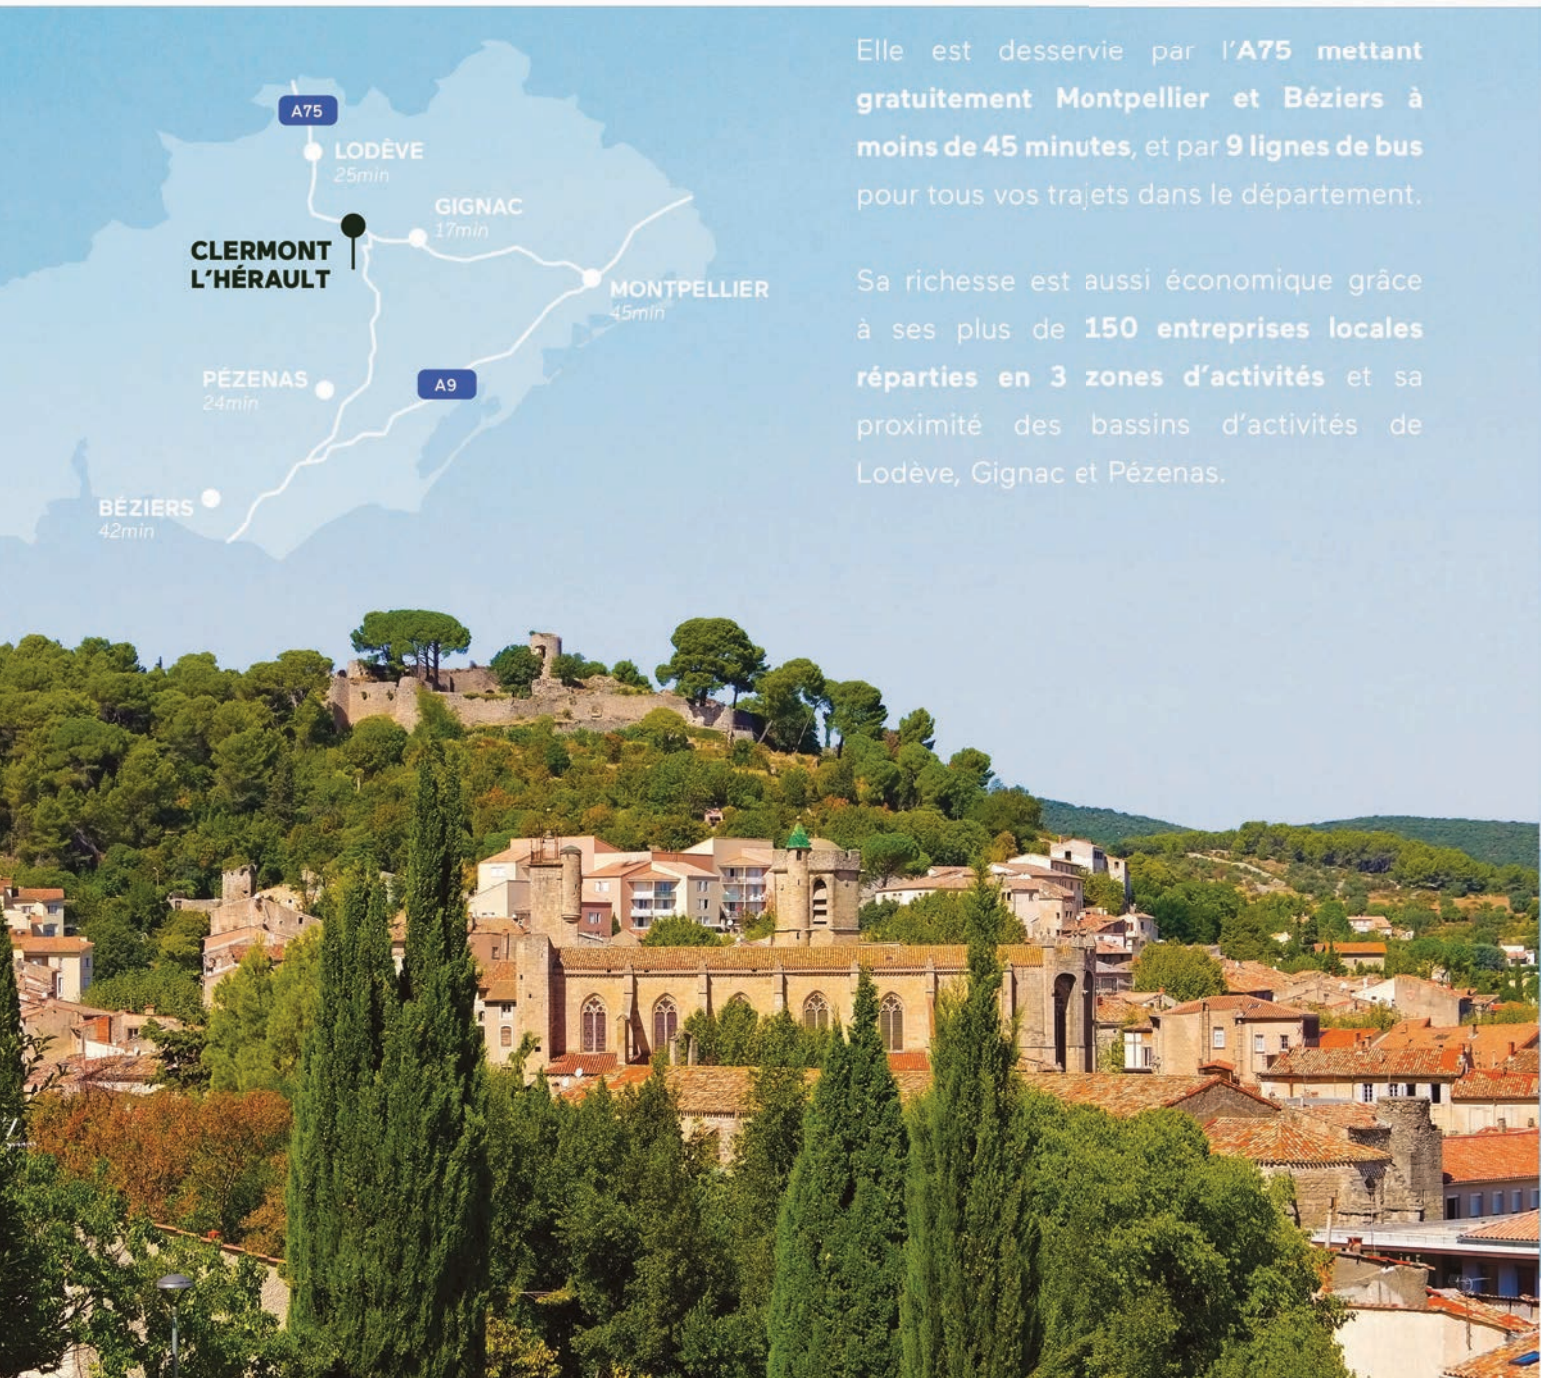 A75
LODÈVE
25min
GIGNAC
17min
CLERMONT
L'HÉRAULT
MONTPELLIER
45min
PÉZENAS
24min
A9
BÉZIERS
42min
Elle est desservie par l'A75 mettant
gratuitement Montpellier et Béziers à
moins de 45 minutes, et par 9 lignes de bus
pour tous vos trajets dans le département.
Sa richesse est aussi économique grâce
à ses plus de 150 entreprises locales
réparties en 3 zones d'activités et sa
proximité des bassins d'activités de
Lodève, Gignac et Pézenas.